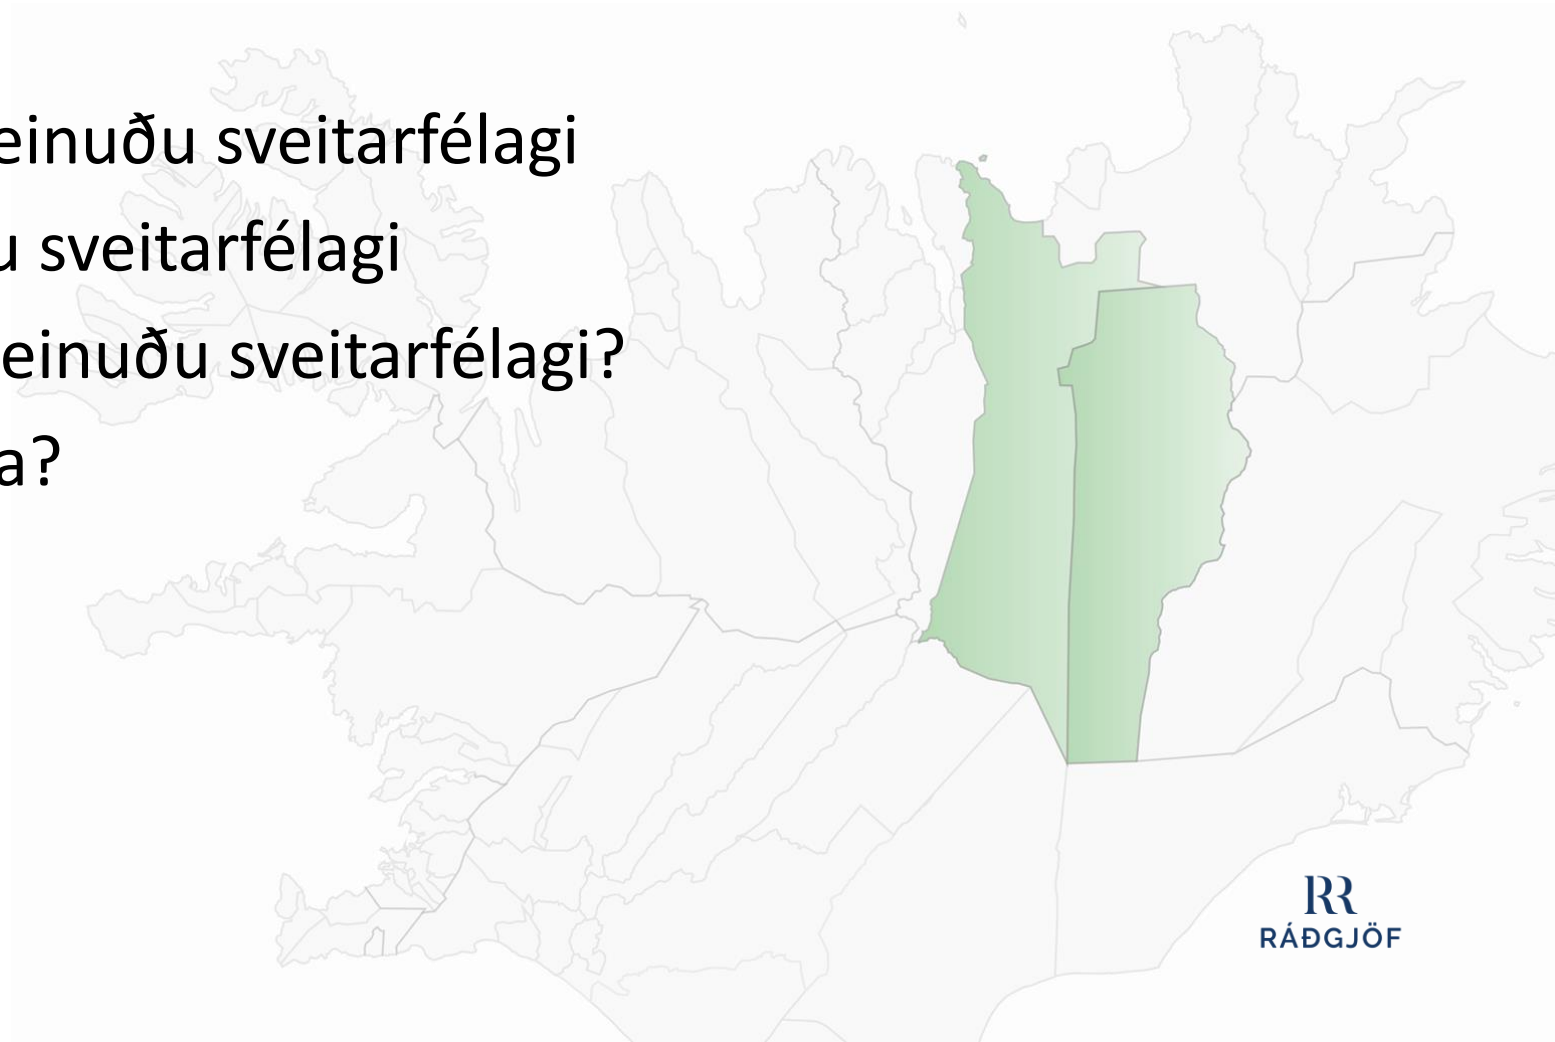 einuðu sveitarfélagi
u sveitarfélagi
einuðu sveitarfélagi?
a?
RR
RÁÐGJÖF